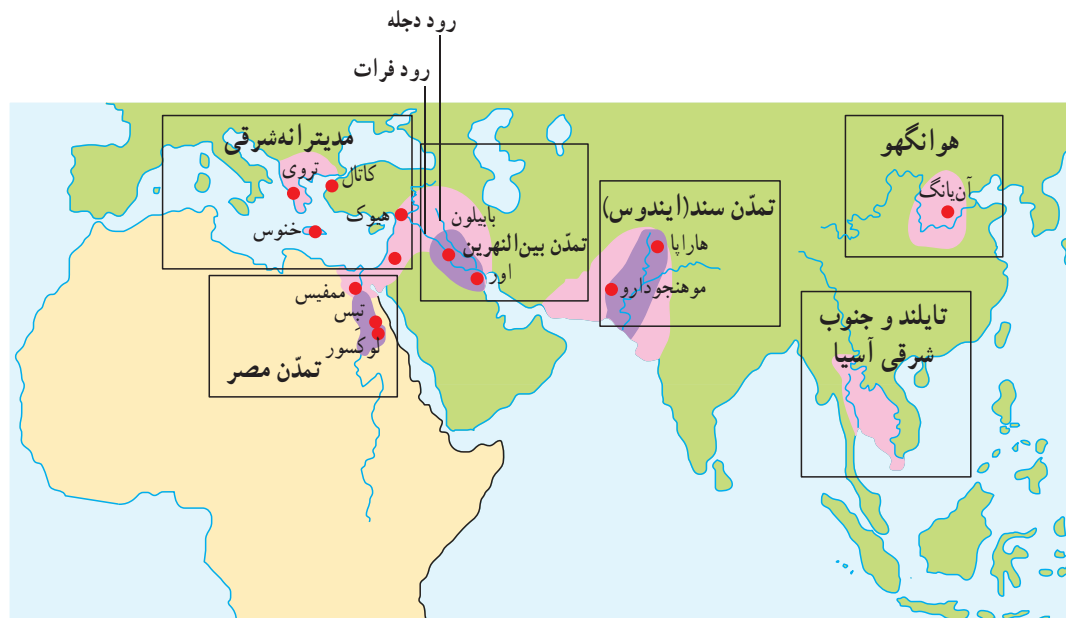 رود دجله
رود فرات
مدیترانه‌شرقی
تروی
کاتال
هیوک
خنوس
بابیلون
تمدّن بین‌النهرین
اور
تمدّن سند(ایندوس)
هاراپا
موهنجودارو
هوانگهو
آن‌یانگ
تایلند و جنوب
شرقی آسیا
ممفیس
تبس
لوکسور
تمدّن مصر